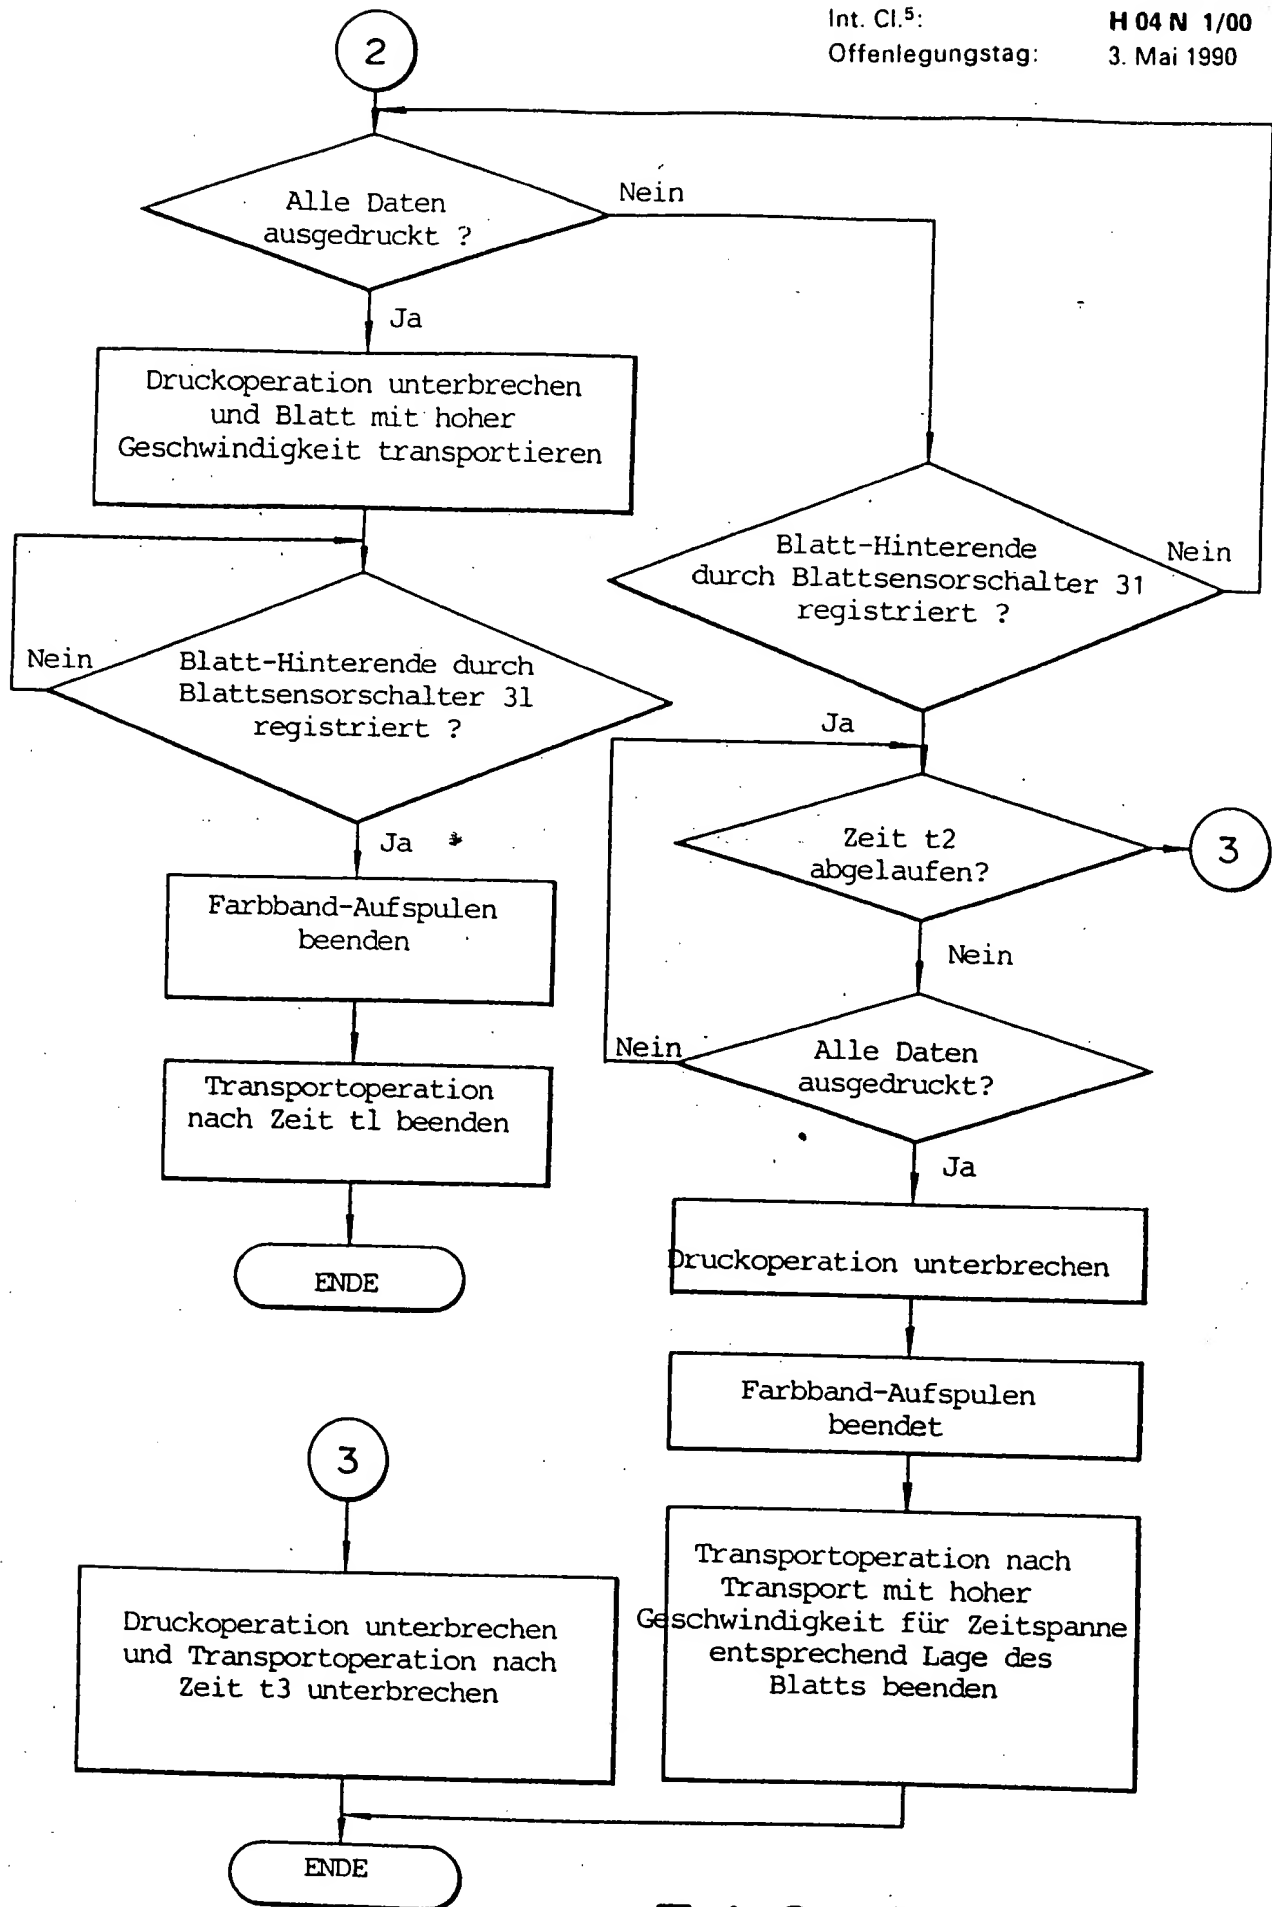 Int. Cl.⁵: H 04 N 1/00
Offenlegungstag: 3. Mai 1990
2
Alle Daten
ausgedruckt ?
Nein
Ja
Druckoperation unterbrechen
und Blatt mit hoher
Geschwindigkeit transportieren
Blatt-Hinterende
durch Blattsensorschalter 31
registriert ?
Nein
Nein
Blatt-Hinterende durch
Blattsensorschalter 31
registriert ?
Ja
Zeit t2
abgelaufen?
3
Ja
Farbband-Aufspulen
beenden
Nein
Alle Daten
ausgedruckt?
Nein
Transportoperation
nach Zeit t1 beenden
Ja
ENDE
Druckoperation unterbrechen
Farbband-Aufspulen
beendet
3
Transportoperation nach
Transport mit hoher
Geschwindigkeit für Zeitspanne
entsprechend Lage des
Blatts beenden
Druckoperation unterbrechen
und Transportoperation nach
Zeit t3 unterbrechen
ENDE